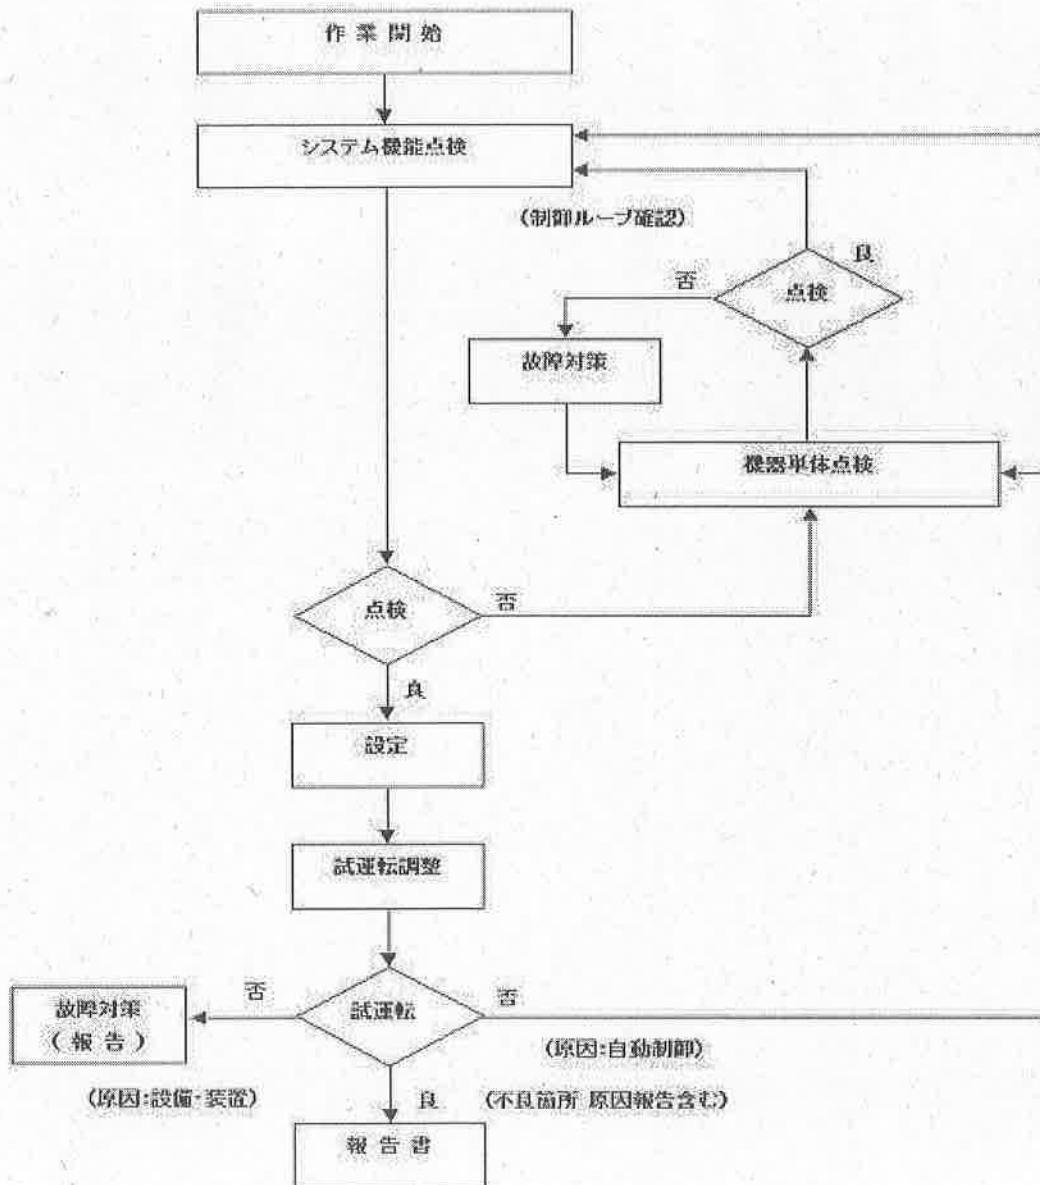 作業開始
システム機能点検
(制御ループ確認)
良
否
点検
故障対策
機器単体点検
点検
否
良
設定
試運転調整
否
試運転
否
故障対策
(報告)
(原因:自動制御)
(原因:設備・装置)
良
(不良箇所 原因報告含む)
報告書